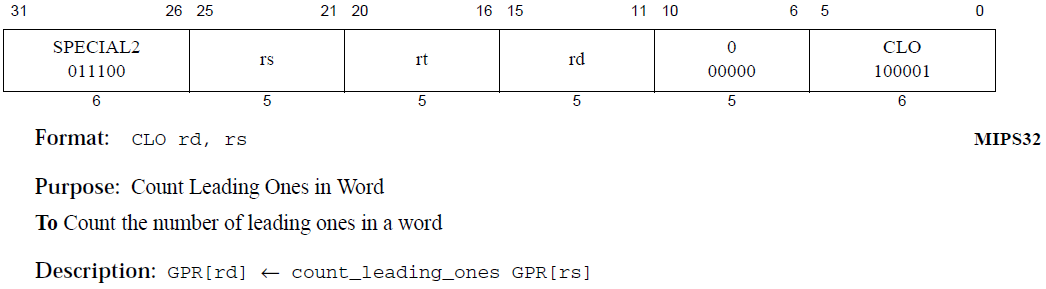 31 26 25 21 20 16 15 11 10 6 5 0
SPECIAL2 rs rt rd 0 CLO
011100 00000 100001
6 5 5 5 5 6
Format: CLO rd, rs MIPS32
Purpose: Count Leading Ones in Word
To Count the number of leading ones in a word
Description: GPR[rd] ← count_leading_ones GPR[rs]